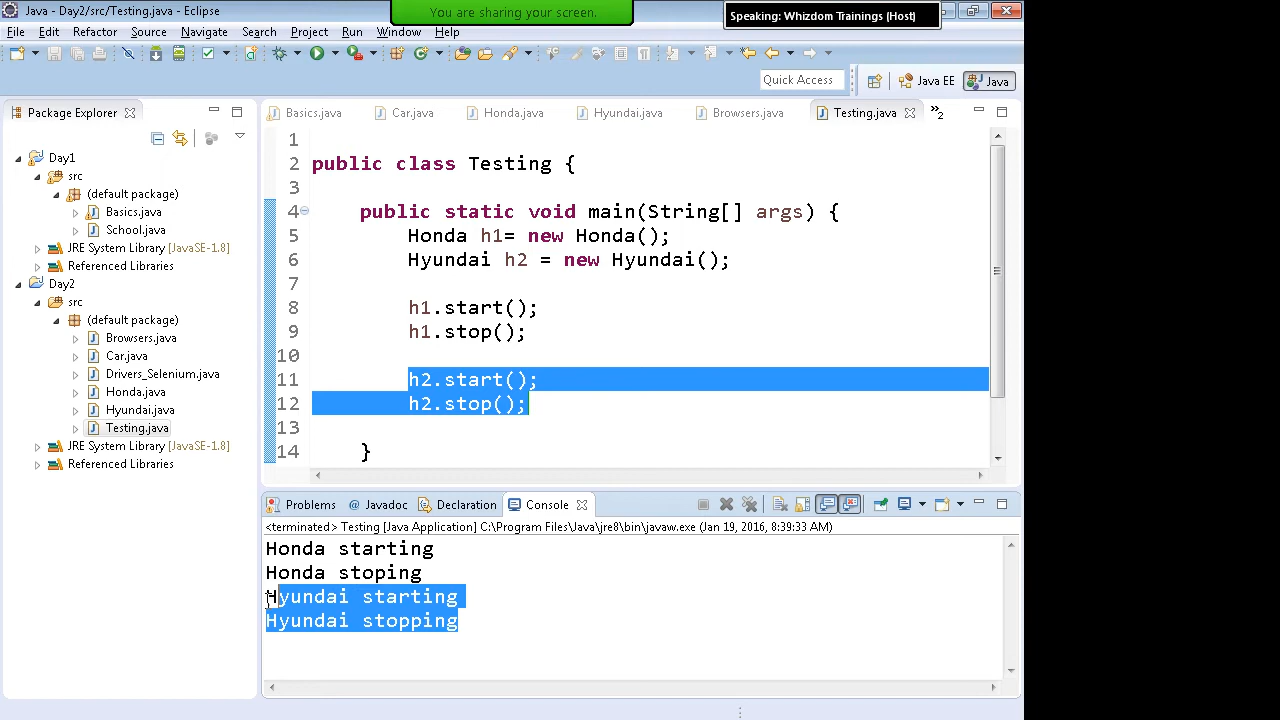 Java - Day2/src/Testing.java - Eclipse
You are sharing your screen.
Speaking: Whizdom Trainings (Host)
File Edit Refactor Source Navigate Search Project Run Window Help
Quick Access
Java EE
Java
Package Explorer
Day1
src
(default package)
Basics.java
School.java
JRE System Library [JavaSE-1.8]
Referenced Libraries
Day2
src
(default package)
Browsers.java
Car.java
Drivers_Selenium.java
Honda.java
Hyundai.java
Testing.java
JRE System Library [JavaSE-1.8]
Referenced Libraries
Basics.java Car.java Honda.java Hyundai.java Browsers.java Testing.java »2
1
2 public class Testing {
3
4 public static void main(String[] args) {
5 Honda h1= new Honda();
6 Hyundai h2 = new Hyundai();
7
8 h1.start();
9 h1.stop();
10
11 h2.start();
12 h2.stop();
13
14 }
Problems @ Javadoc Declaration Console
<terminated> Testing [Java Application] C:\Program Files\Java\jre8\bin\javaw.exe (Jan 19, 2016, 8:39:33 AM)
Honda starting
Honda stoping
Hyundai starting
Hyundai stopping